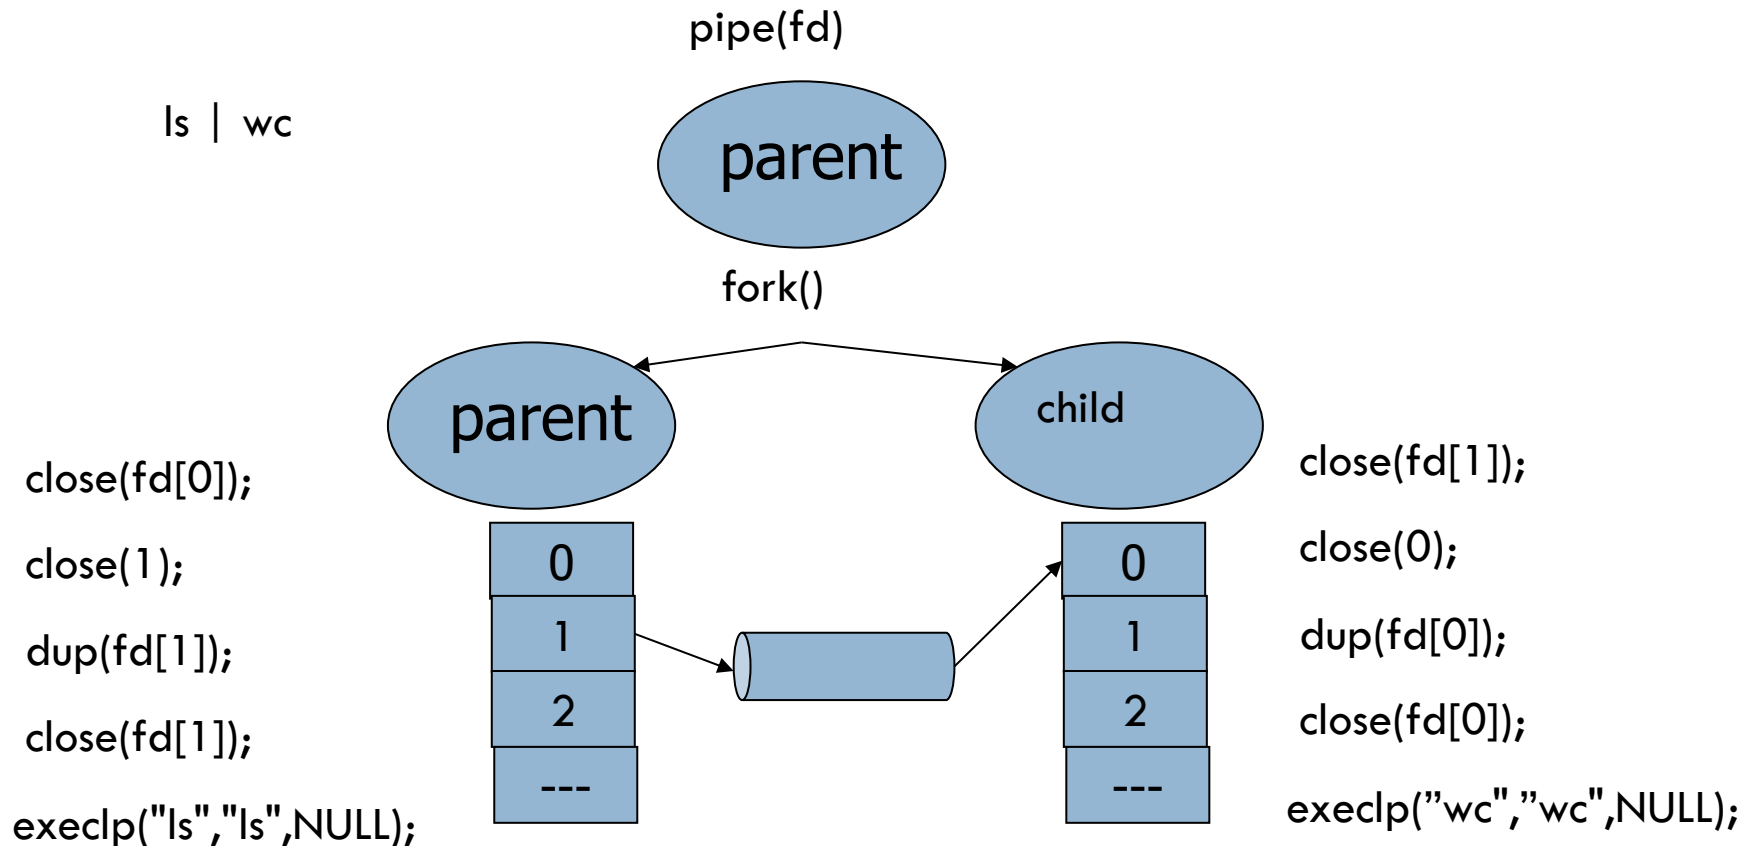 pipe(fd)
ls | wc
parent
fork()
parent
child
close(fd[0]);
close(1);
dup(fd[1]);
close(fd[1]);
execlp("ls","ls",NULL);
0
1
2
---
0
1
2
---
close(fd[1]);
close(0);
dup(fd[0]);
close(fd[0]);
execlp(”wc",”wc",NULL);